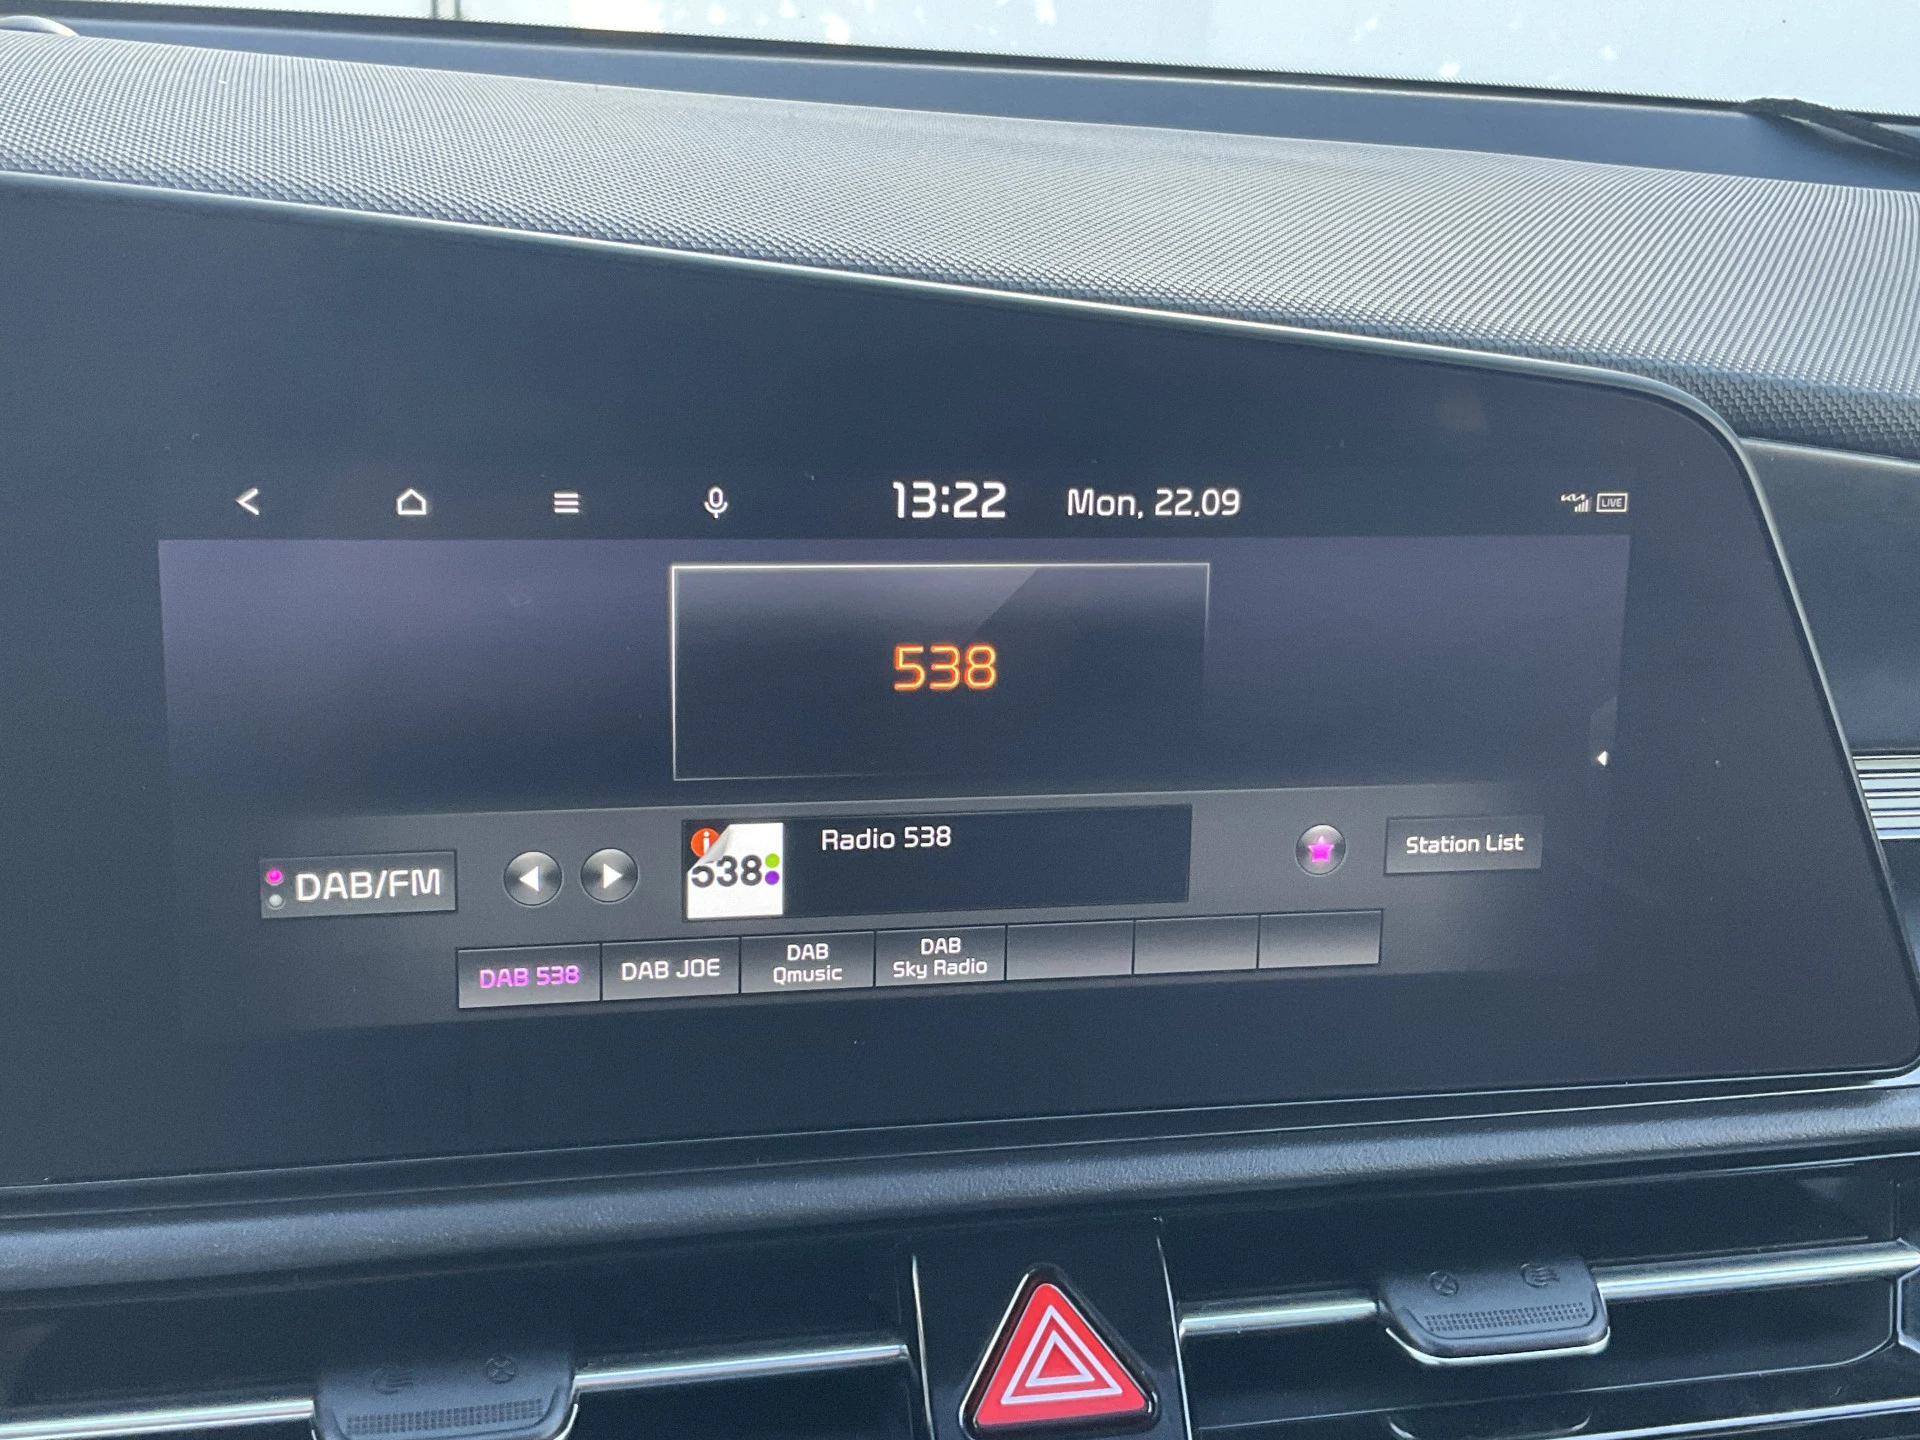 13:22 Mon, 22.09
KIA LIVE
538
DAB/FM
i
538
Radio 538
Station List
DAB 538
DAB JOE
DAB
Qmusic
DAB
Sky Radio